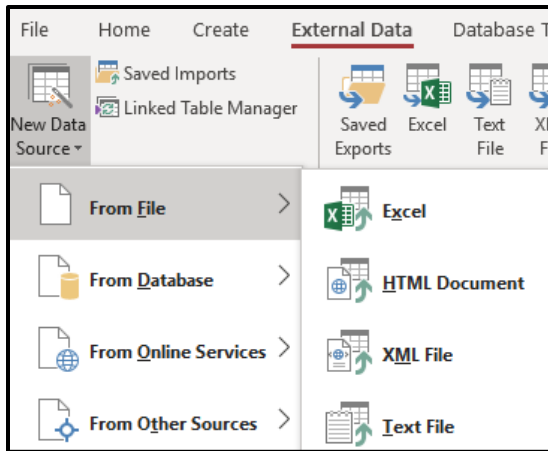 File Home Create External Data Database T
New Data Source
Saved Imports
Linked Table Manager
Saved Exports
Excel
Text File
X
F
From File
From Database
From Online Services
From Other Sources
Excel
HTML Document
XML File
Text File